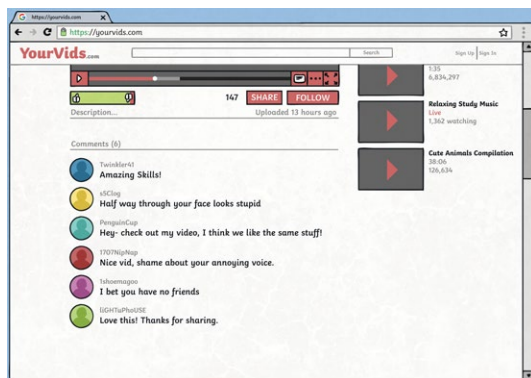 https://yourvids.com
https://yourvids.com
YourVids.com
Search
Sign Up Sign In
1:35
6,834,297
147 SHARE FOLLOW
Description...
Uploaded 13 hours ago
Relaxing Study Music
Live
1,362 watching
Comments (6)
Cute Animals Compilation
38:06
126,634
Twinkler41
Amazing Skills!
s5Clog
Half way through your face looks stupid
PenguinCup
Hey- check out my video, I think we like the same stuff!
1707NipNap
Nice vid, shame about your annoying voice.
1shoemagoo
I bet you have no friends
liGHTuPhoUSE
Love this! Thanks for sharing.